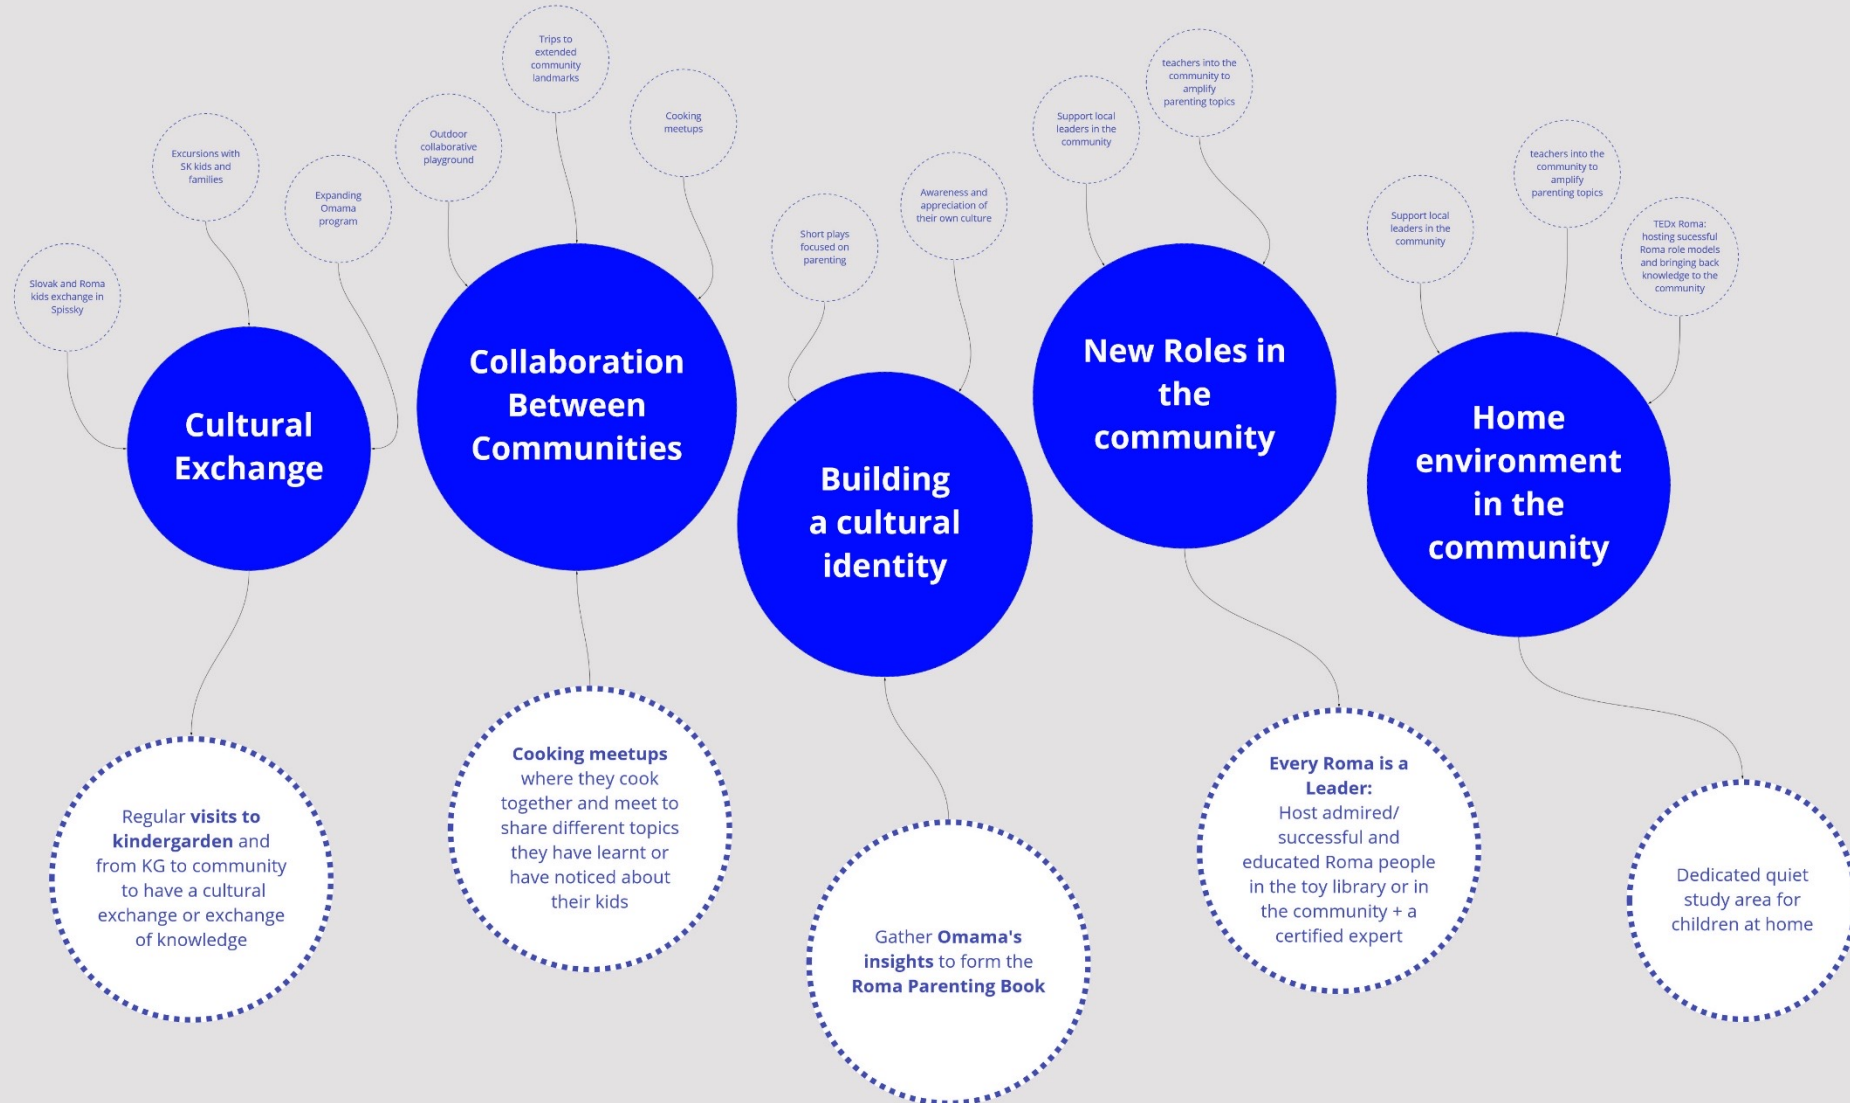 Slovak and Roma
kids exchange in
Spissky
Excursions with
SK kids and
families
Expanding
Omama
program
Cultural
Exchange
Regular visits to
kindergarden and
from KG to community
to have a cultural
exchange or exchange
of knowledge
Outdoor
collaborative
playground
Trips to
extended
community
landmarks
Cooking
meetups
Collaboration
Between
Communities
Cooking meetups
where they cook
together and meet to
share different topics
they have learnt or
have noticed about
their kids
Short plays
focused on
parenting
Awareness and
appreciation of
their own culture
Building
a cultural
identity
Gather Omama's
insights to form the
Roma Parenting Book
Support local
leaders in the
community
teachers into the
community to
amplify
parenting topics
New Roles in
the
community
Every Roma is a
Leader:
Host admired/
successful and
educated Roma people
in the toy library or in
the community + a
certified expert
Support local
leaders in the
community
teachers into the
community to
amplify
parenting topics
TEDx Roma:
hosting sucessful
Roma role models
and bringing back
knowledge to the
community
Home
environment
in the
community
Dedicated quiet
study area for
children at home